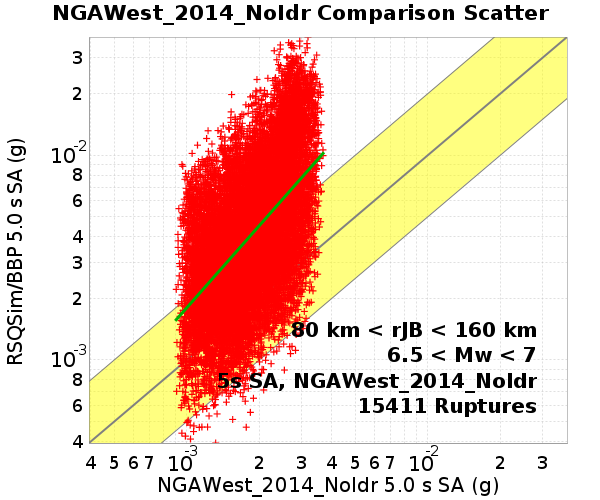 NGAWest_2014_NoIdr Comparison Scatter
3
2
10-2
8
6
4
3
2
10-3
8
6
4
RSQSim/BBP 5.0 s SA (g)
80 km < rJB < 160 km
6.5 < Mw < 7
5s SA, NGAWest_2014_NoIdr
15411 Ruptures
4 5 6 7 10-3 2 3 4 5 6 7 10-2 2 3
NGAWest_2014_NoIdr 5.0 s SA (g)